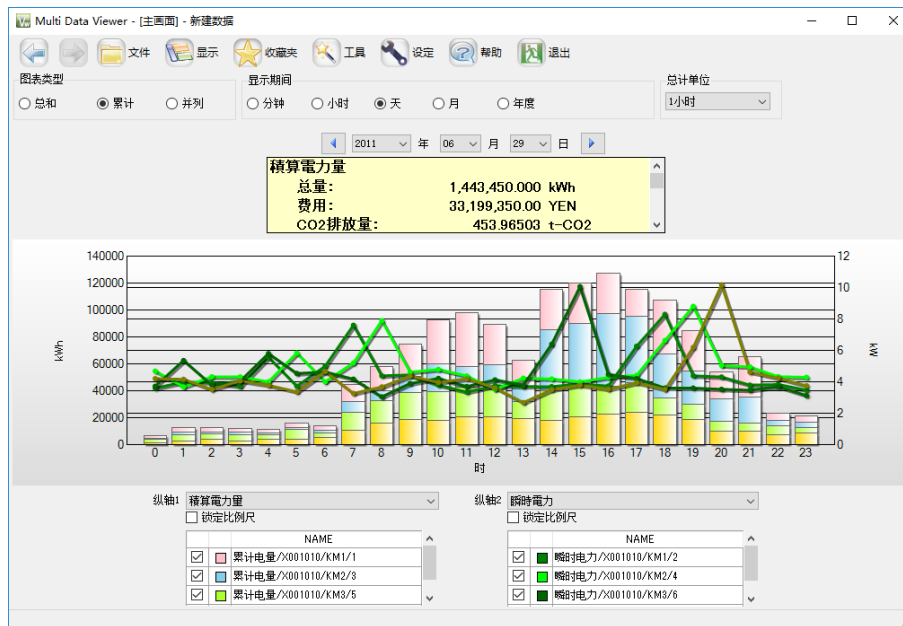 Multi Data Viewer - [主画面] - 新建数据
文件 显示 收藏夹 工具 设定 帮助 退出
图表类型
总和 累计 并列
显示期间
分钟 小时 天 月 年度
总计单位
1小时
2011 年 06 月 29 日
積算電力量
总量: 1,443,450.000 kWh
费用: 33,199,350.00 YEN
CO2排放量: 453.96503 t-CO2
140000
120000
100000
80000
60000
40000
20000
0
kWh
12
10
8
6
4
2
0
kW
0 1 2 3 4 5 6 7 8 9 10 11 12 13 14 15 16 17 18 19 20 21 22 23
时
纵轴1 積算電力量
锁定比例尺
NAME
累计电量/X001010/KM1/1
累计电量/X001010/KM2/3
累计电量/X001010/KM3/5
纵轴2 瞬時電力
锁定比例尺
NAME
瞬时电力/X001010/KM1/2
瞬时电力/X001010/KM2/4
瞬时电力/X001010/KM3/6